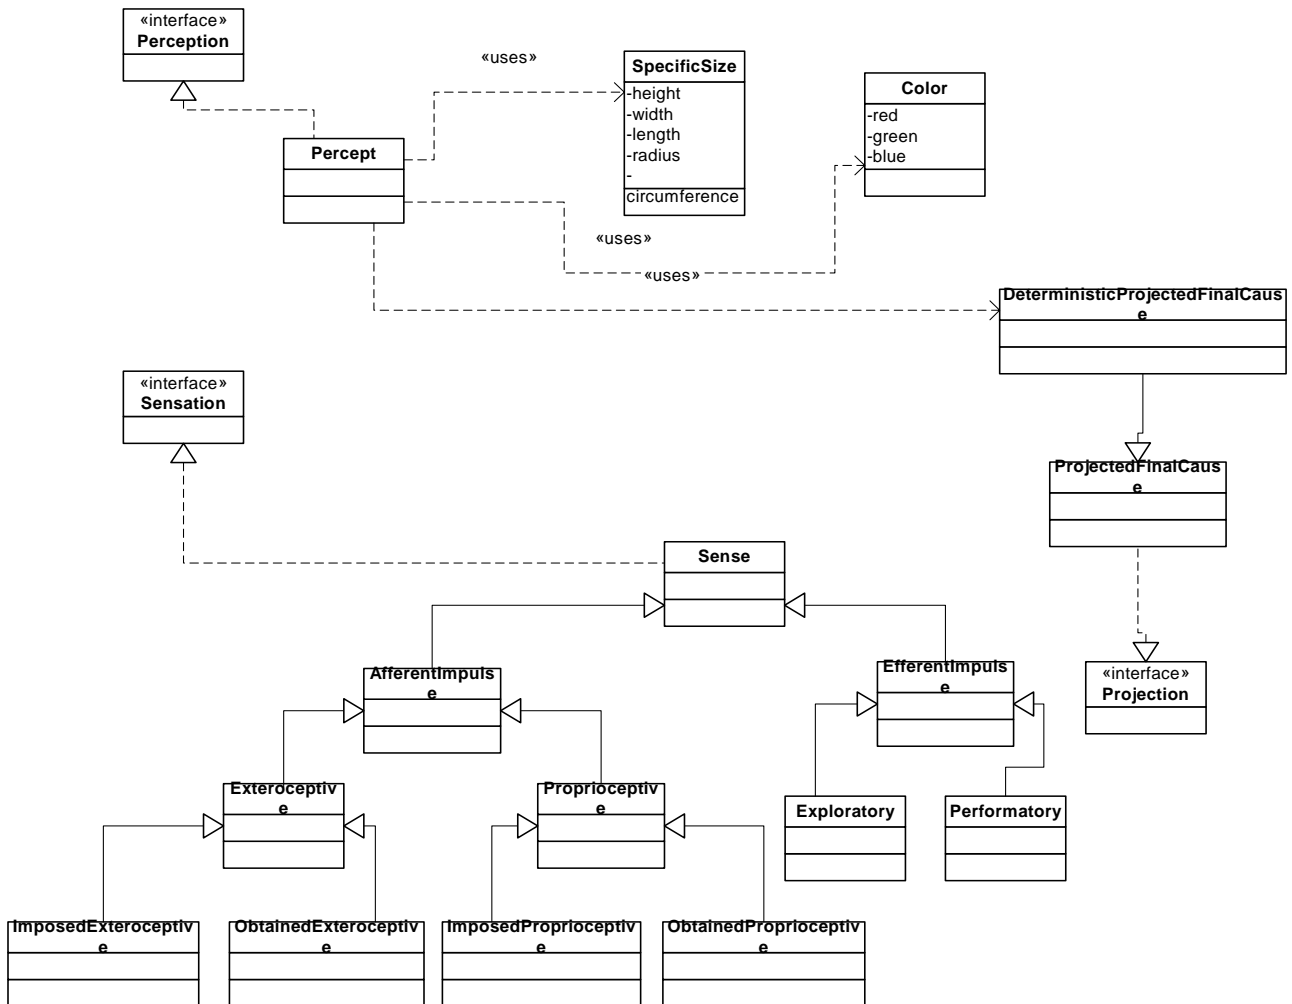 «interface»
Perception
«uses»
SpecificSize
-height
-width
-length
-radius
-
circumference
Color
-red
-green
-blue
Percept
«uses»
«uses»
DeterministicProjectedFinalCaus
e
«interface»
Sensation
ProjectedFinalCaus
e
Sense
«interface»
Projection
AfferentImpuls
e
EfferentImpuls
e
Exteroceptiv
e
Proprioceptiv
e
Exploratory
Performatory
ImposedExteroceptiv
e
ObtainedExteroceptiv
e
ImposedProprioceptiv
e
ObtainedProprioceptiv
e